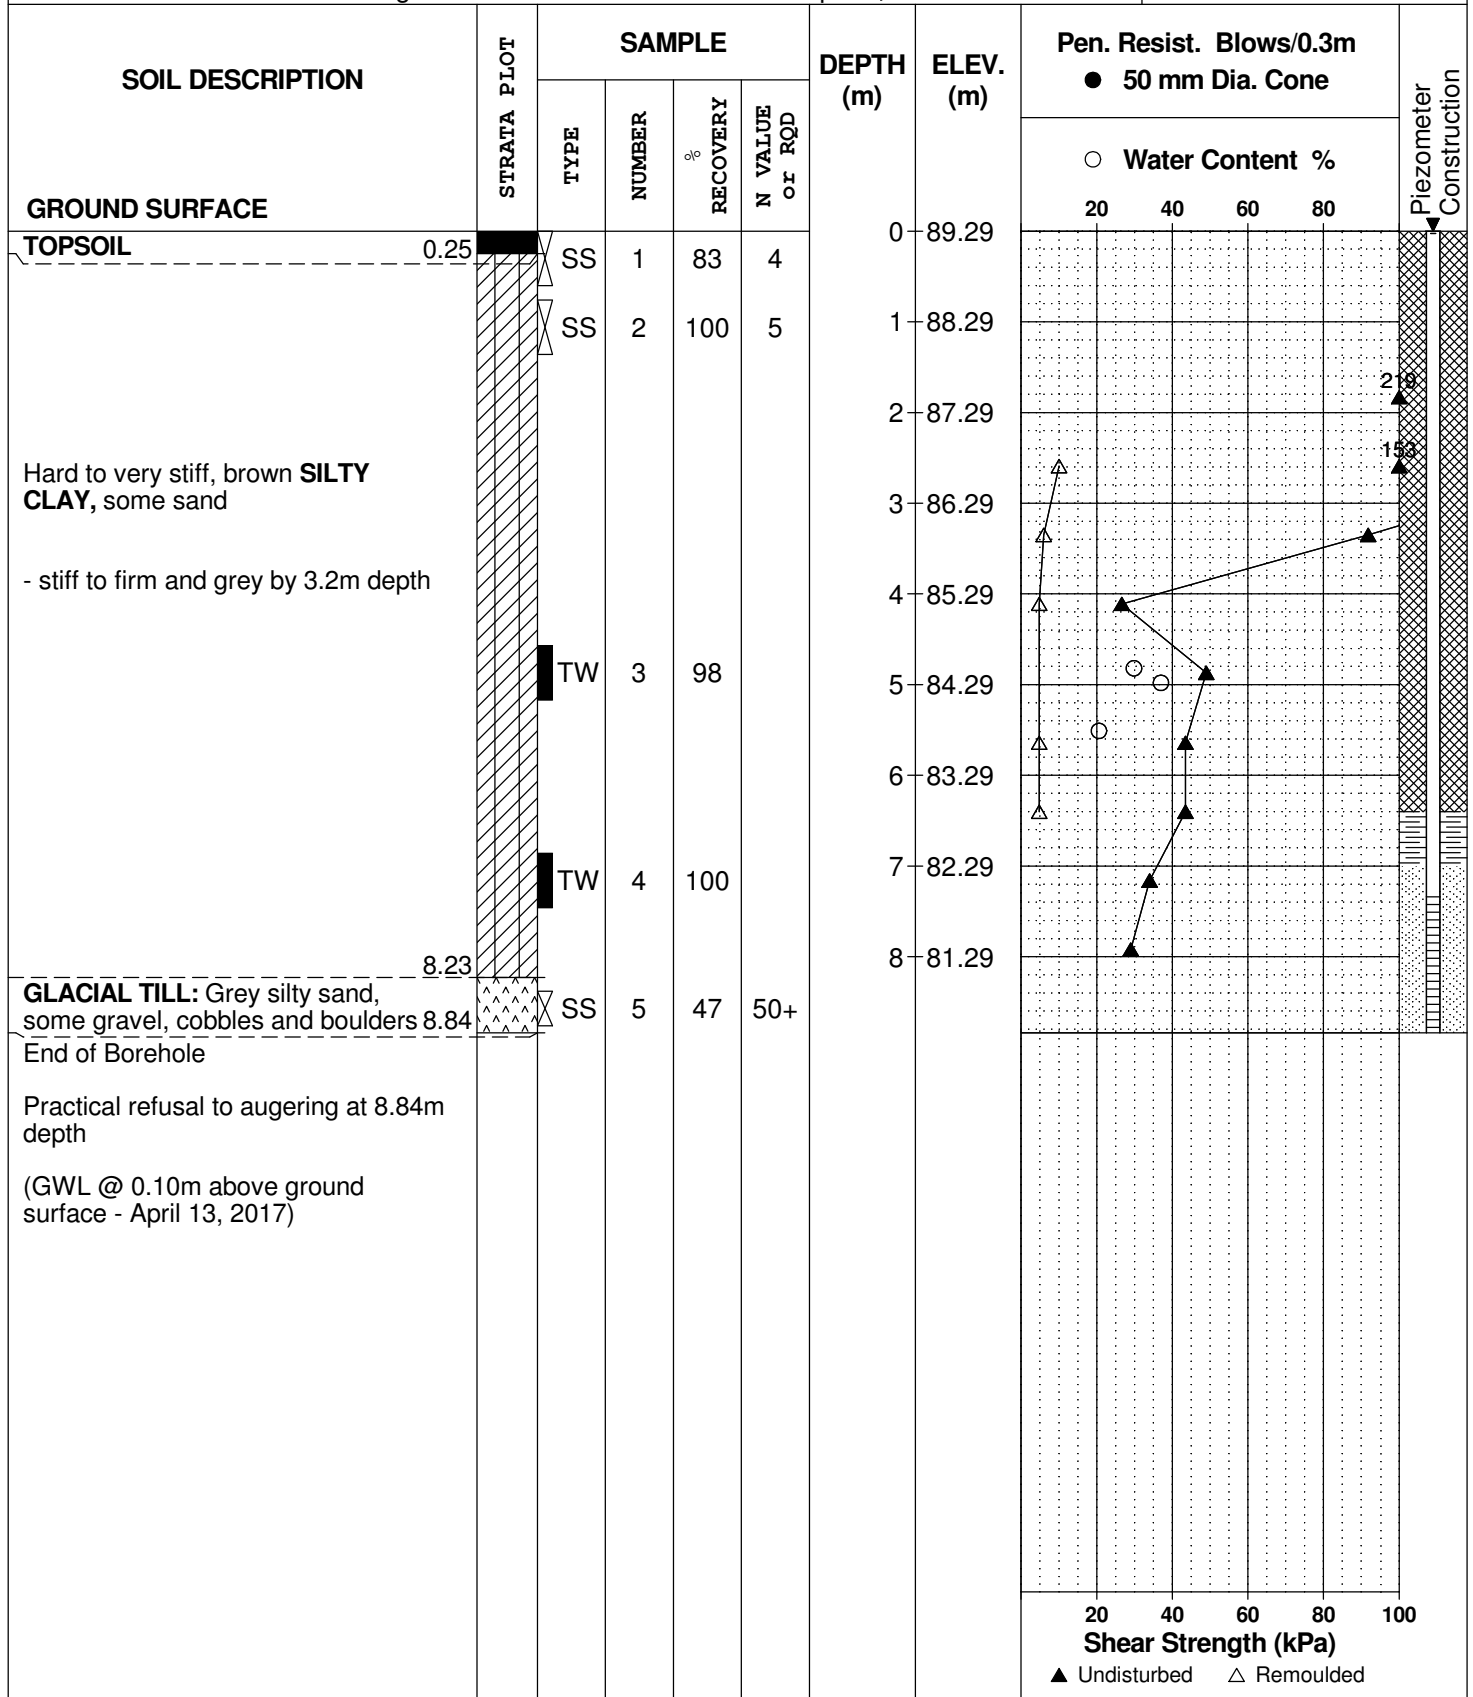 SOIL DESCRIPTION
GROUND SURFACE
STRATA PLOT
SAMPLE
TYPE
NUMBER
% RECOVERY
N VALUE or RQD
DEPTH (m)
ELEV. (m)
Pen. Resist. Blows/0.3m
● 50 mm Dia. Cone
○ Water Content %
20 40 60 80
Piezometer Construction
TOPSOIL 0.25
SS 1 83 4
0 89.29
SS 2 100 5
1 88.29
219
2 87.29
153
Hard to very stiff, brown SILTY
CLAY, some sand
3 86.29
- stiff to firm and grey by 3.2m depth
4 85.29
TW 3 98
5 84.29
6 83.29
7 82.29
TW 4 100
8 81.29
8.23
GLACIAL TILL: Grey silty sand,
some gravel, cobbles and boulders 8.84
SS 5 47 50+
End of Borehole
Practical refusal to augering at 8.84m
depth
(GWL @ 0.10m above ground
surface - April 13, 2017)
20 40 60 80 100
Shear Strength (kPa)
▲ Undisturbed △ Remoulded